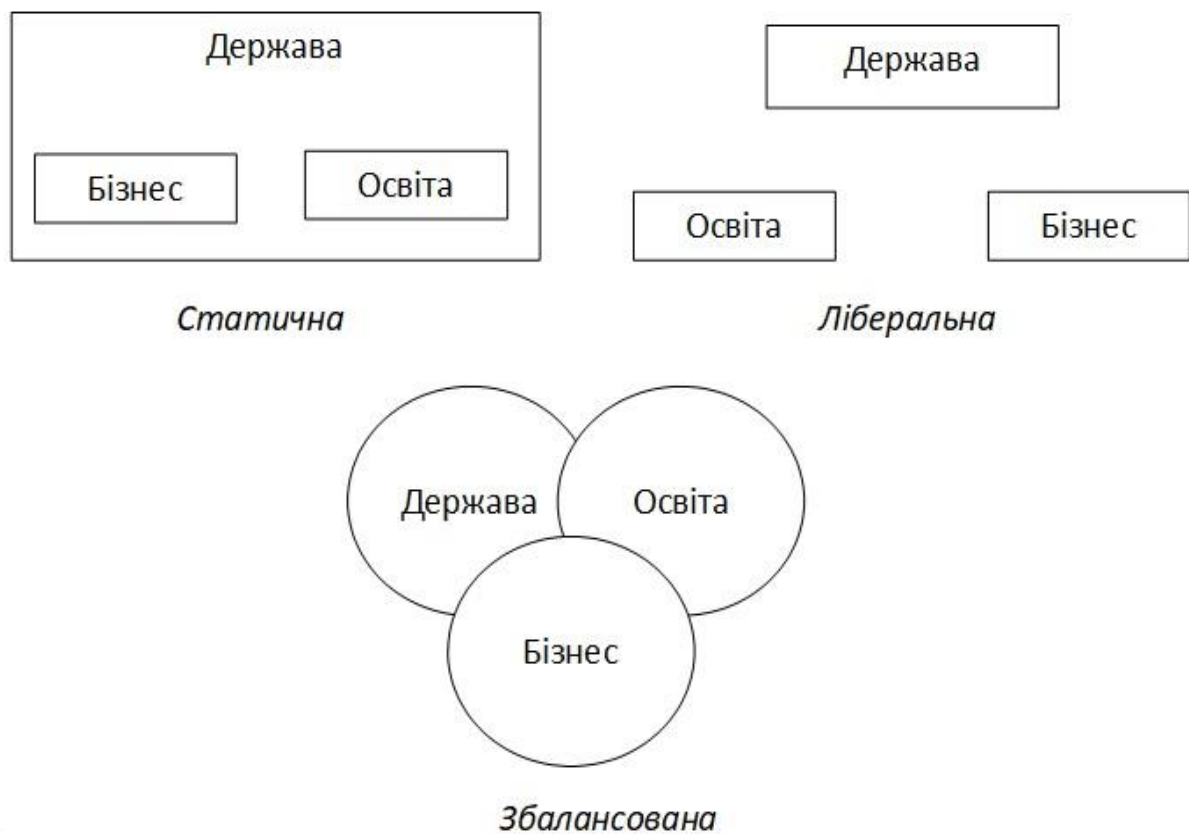 Держава
Бізнес
Освіта
Статична
Держава
Освіта
Бізнес
Ліберальна
Держава
Освіта
Бізнес
Збалансована